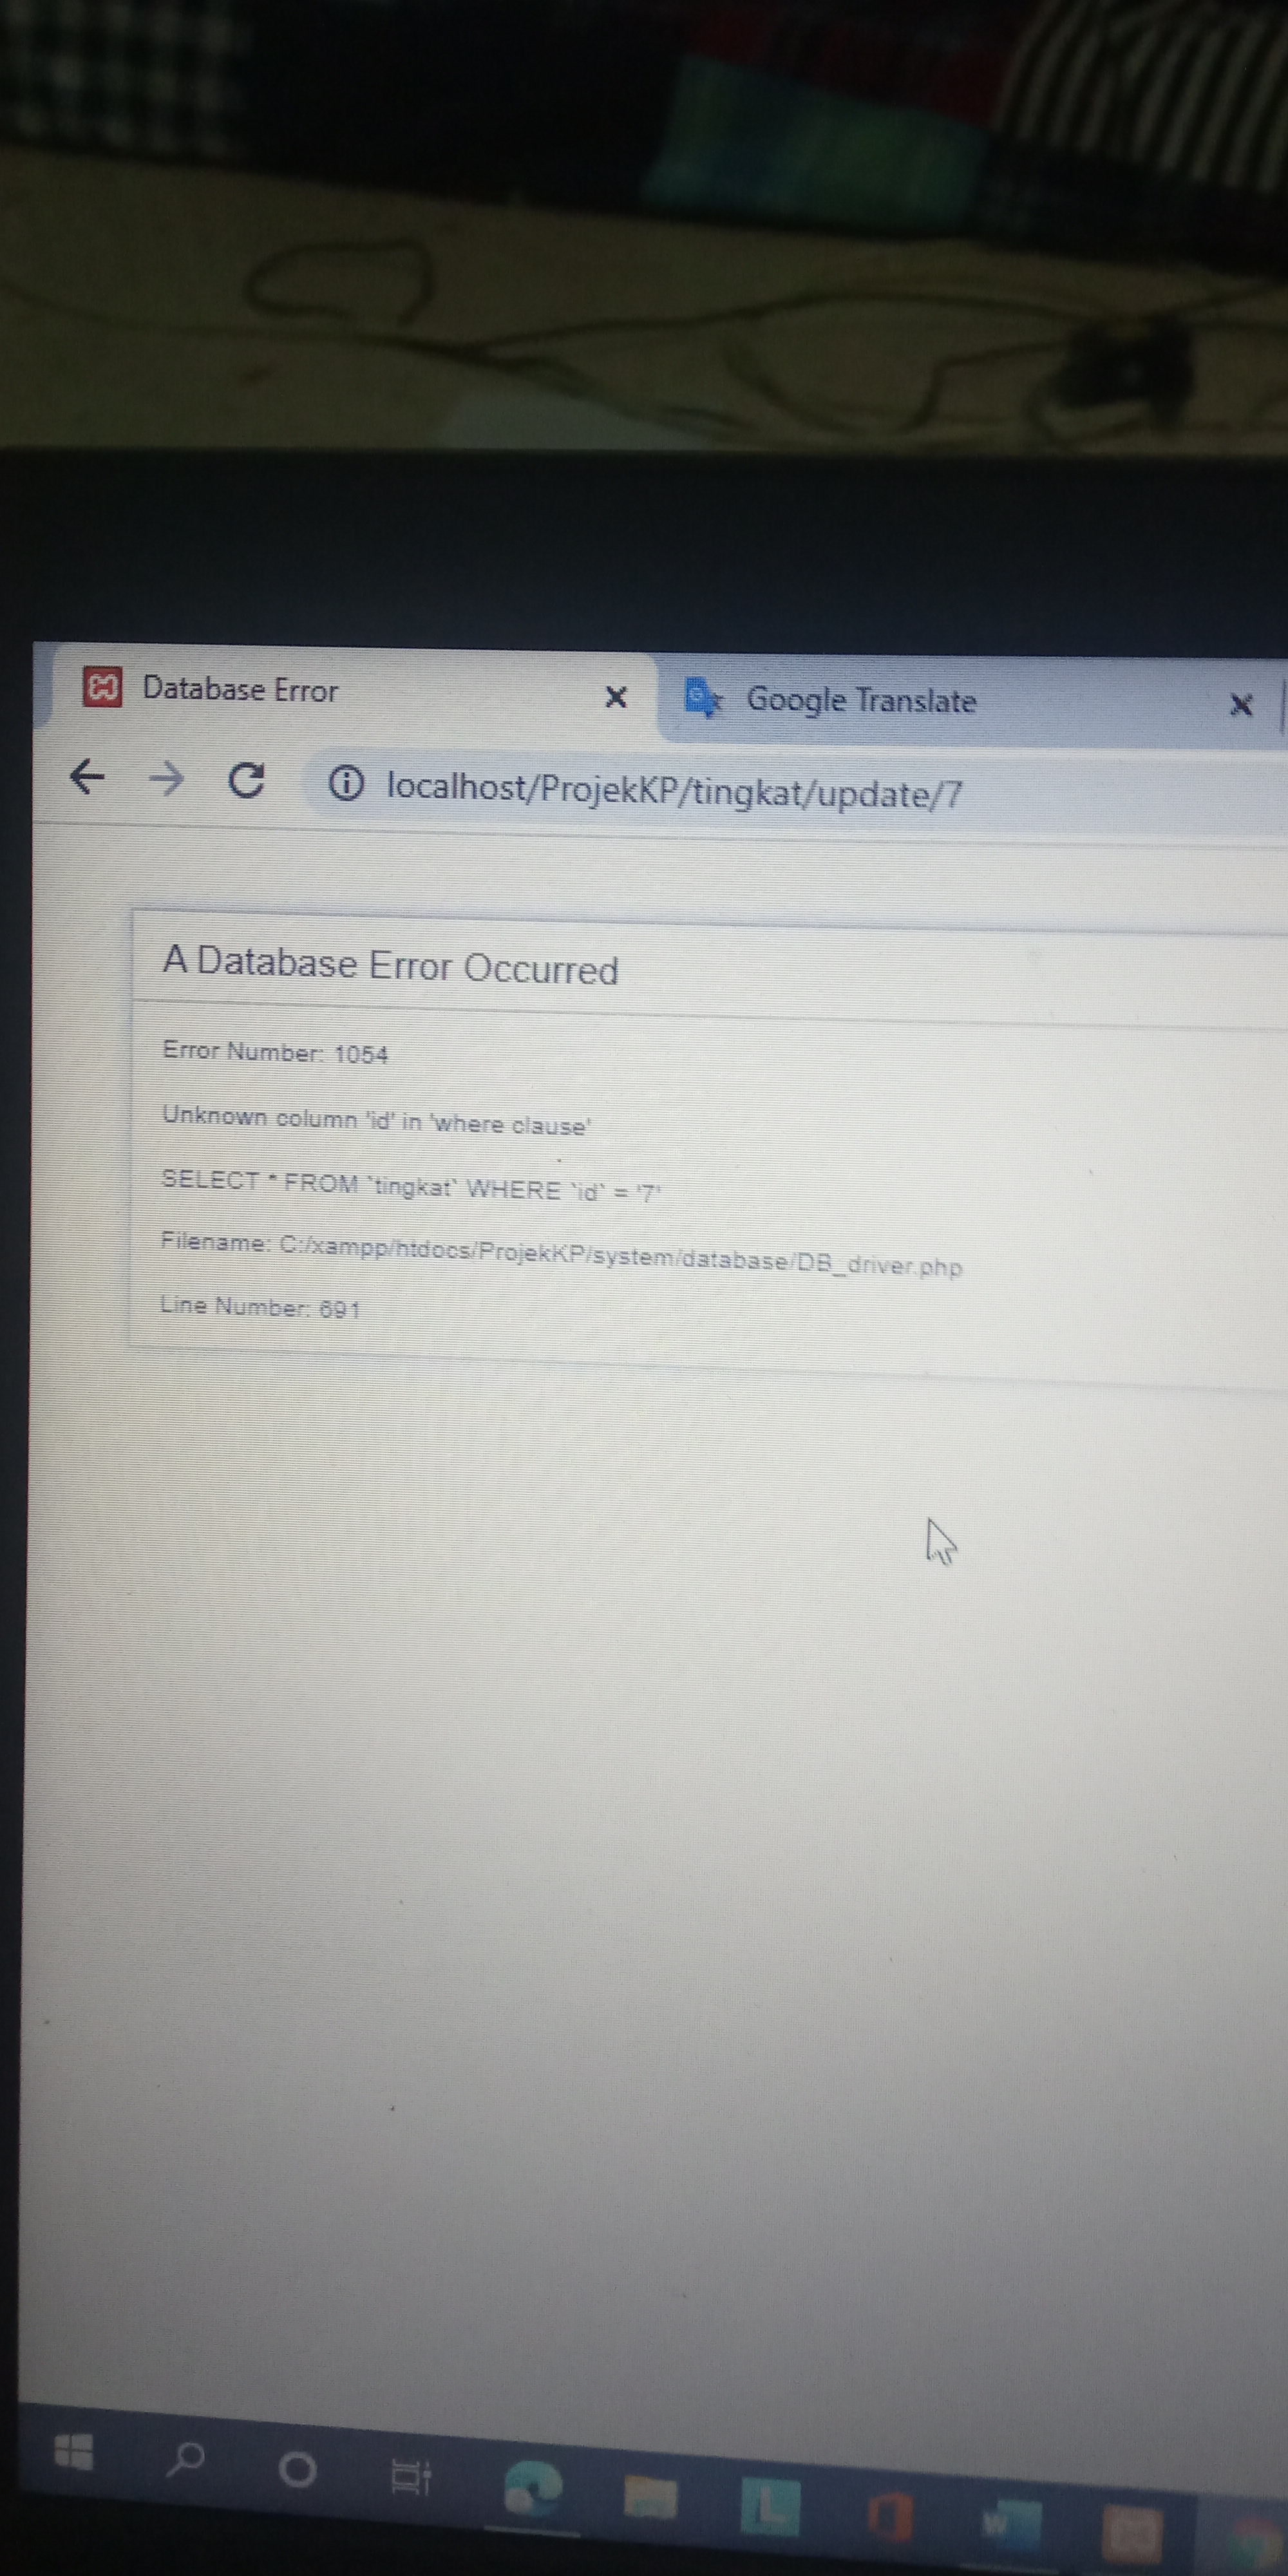 Database Error
Google Translate
localhost/ProjekKP/tingkat/update/7
A Database Error Occurred
Error Number: 1054
Unknown column 'id' in 'where clause'
SELECT * FROM `tingkat` WHERE `id` = '7'
Filename: C:/xampp/htdocs/ProjekKP/system/database/DB_driver.php
Line Number: 691